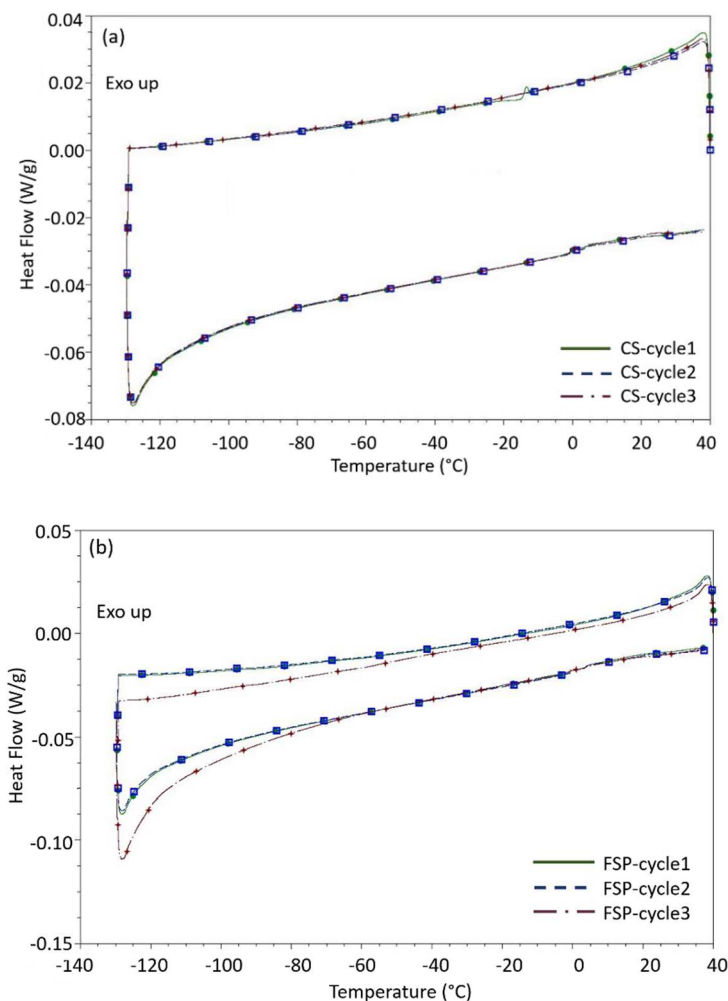 (a)
Exo up
0.04
0.02
0.00
-0.02
-0.04
-0.06
-0.08
Heat Flow (W/g)
CS-cycle1
CS-cycle2
CS-cycle3
-140 -120 -100 -80 -60 -40 -20 0 20 40
Temperature (°C)
(b)
Exo up
0.05
0.00
-0.05
-0.10
-0.15
Heat Flow (W/g)
FSP-cycle1
FSP-cycle2
FSP-cycle3
-140 -120 -100 -80 -60 -40 -20 0 20 40
Temperature (°C)